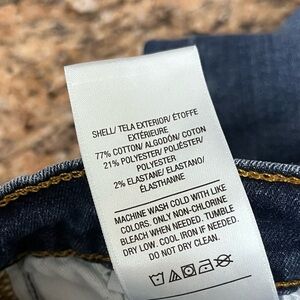 SHELL/ TELA EXTERIOR/ ÉTOFFE
EXTÉRIEURE
77% COTTON/ ALGODÓN/ COTON
21% POLYESTER/ POLIÉSTER/
POLYESTER
2% ELASTANE/ ELASTANO/
ÉLASTHANNE
MACHINE WASH COLD WITH LIKE
COLORS. ONLY NON-CHLORINE
BLEACH WHEN NEEDED. TUMBLE
DRY LOW. COOL IRON IF NEEDED.
DO NOT DRY CLEAN.